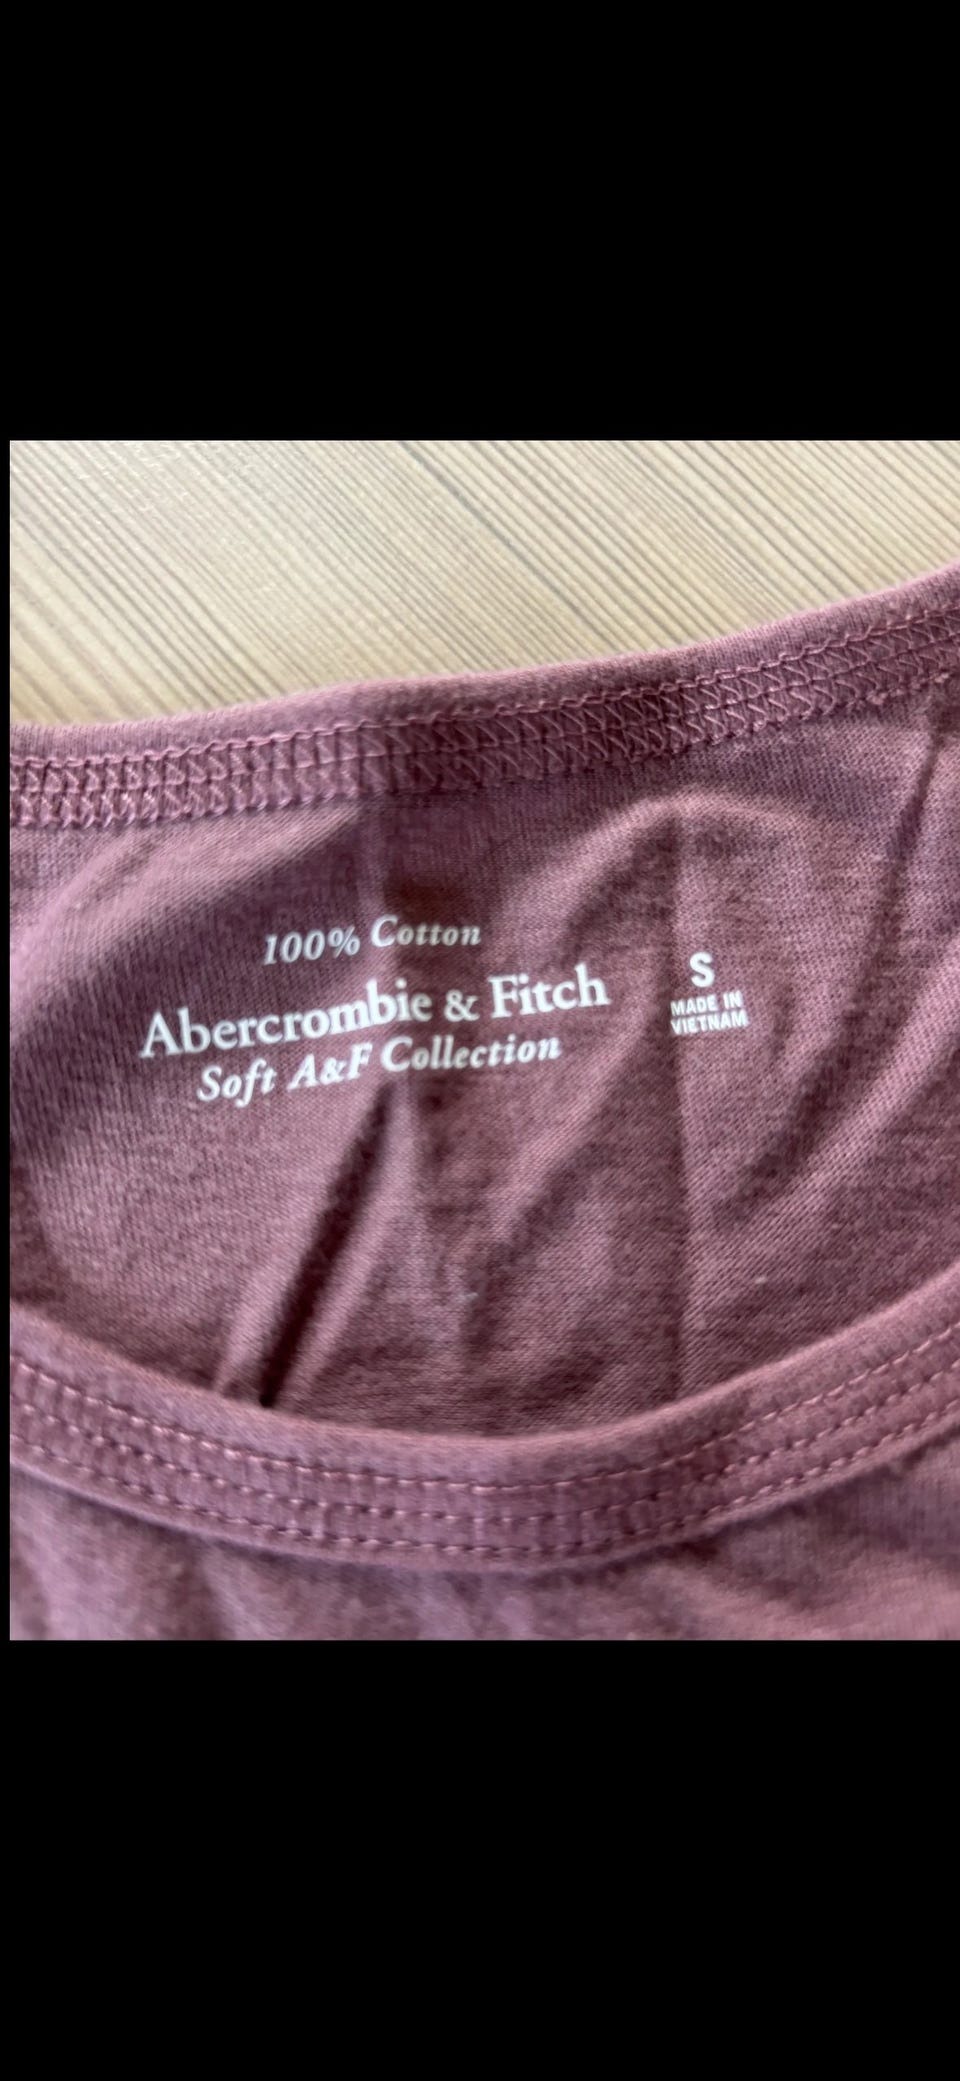 100% Cotton
Abercrombie & Fitch
Soft A&F Collection
S
MADE IN
VIETNAM